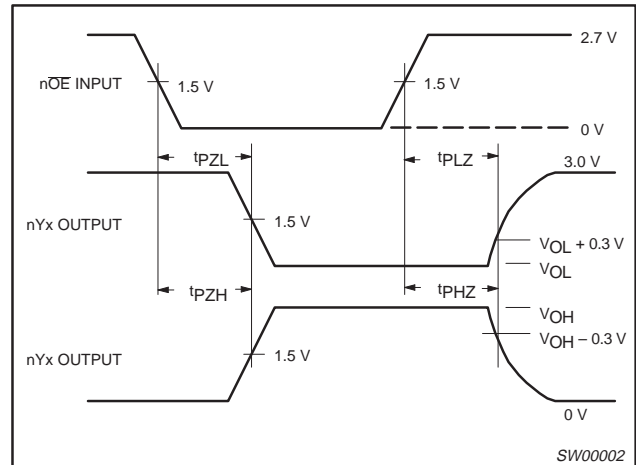 2.7 V
nO̅E̅ INPUT
1.5 V
1.5 V
0 V
tPZL
tPLZ
3.0 V
nYx OUTPUT
1.5 V
VOL + 0.3 V
VOL
tPZH
tPHZ
VOH
VOH – 0.3 V
nYx OUTPUT
1.5 V
0 V
SW00002